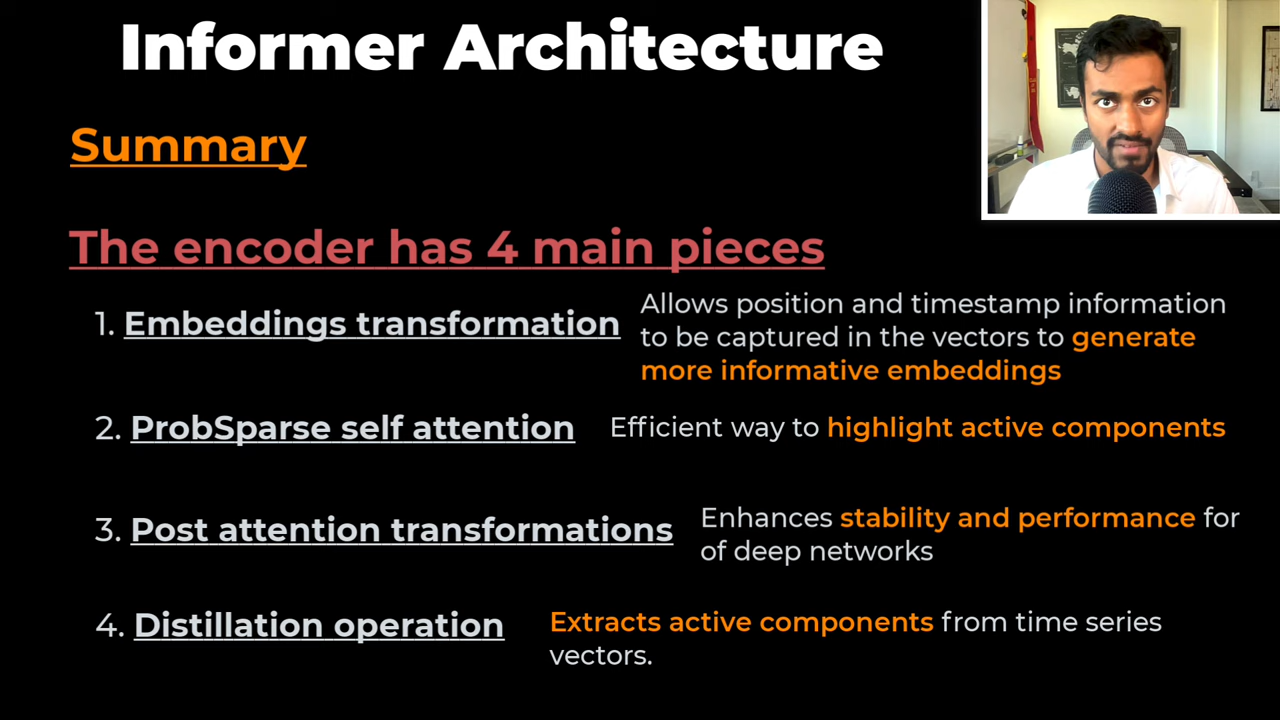 Informer Architecture
Summary
The encoder has 4 main pieces
1. Embeddings transformation
Allows position and timestamp information
to be captured in the vectors to generate
more informative embeddings
2. ProbSparse self attention
Efficient way to highlight active components
3. Post attention transformations
Enhances stability and performance for
of deep networks
4. Distillation operation
Extracts active components from time series
vectors.